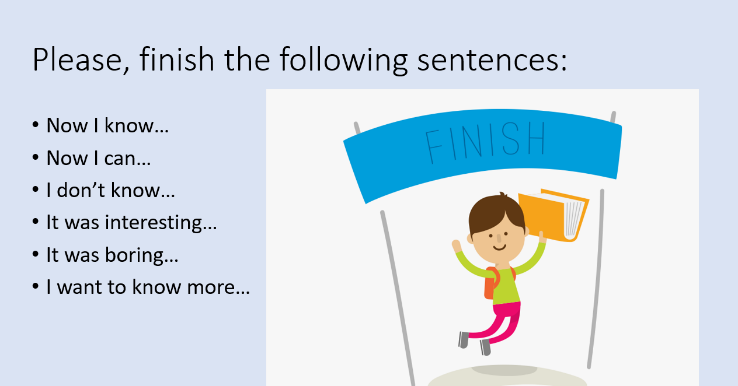 Please, finish the following sentences:
• Now I know...
• Now I can...
• I don’t know...
• It was interesting...
• It was boring...
• I want to know more...
FINISH